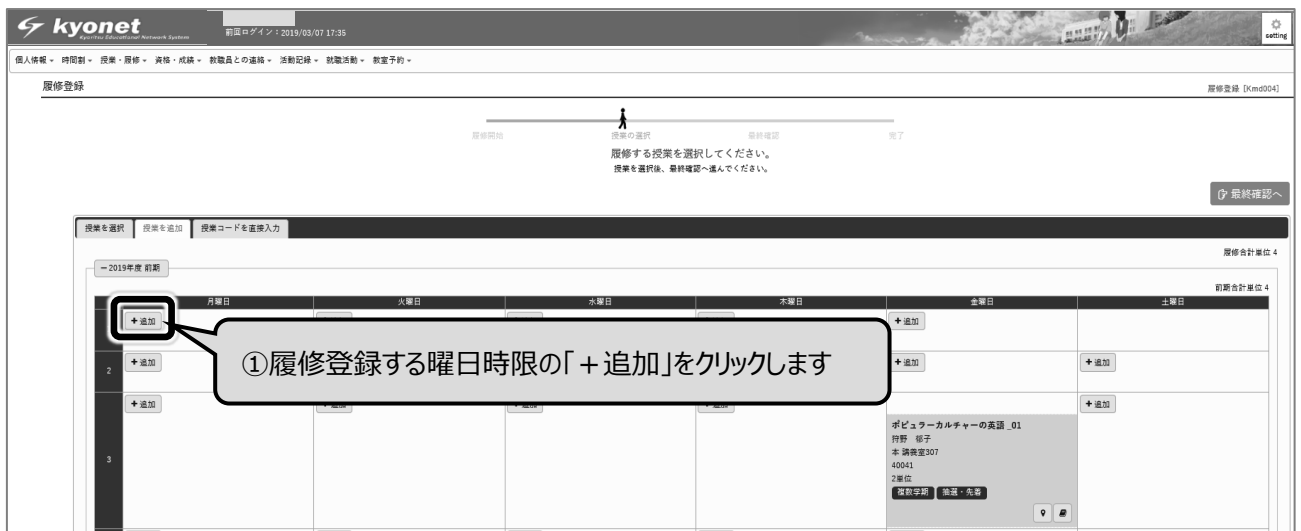 kyonet
Kyoritsu Educational Network System
前回ログイン：2019/03/07 17:35
setting
個人情報 時間割 授業・履修 資格・成績 教職員との連絡 活動記録 就職活動 教室予約
履修登録
履修登録 [Kmd004]
履修開始 授業の選択 最終確認 完了
履修する授業を選択してください。
授業を選択後、最終確認へ進んでください。
最終確認へ
授業を選択 授業を追加 授業コードを直接入力
履修合計単位 4
－2019年度 前期
前期合計単位 4
月曜日 火曜日 水曜日 木曜日 金曜日 土曜日
＋追加 ＋追加
①履修登録する曜日時限の「＋追加」をクリックします
2 ＋追加 ＋追加 ＋追加
＋追加 ＋追加
3
ポピュラーカルチャーの英語 _01
狩野 郁子
本 講義室307
40041
2単位
複数学期 抽選・先着